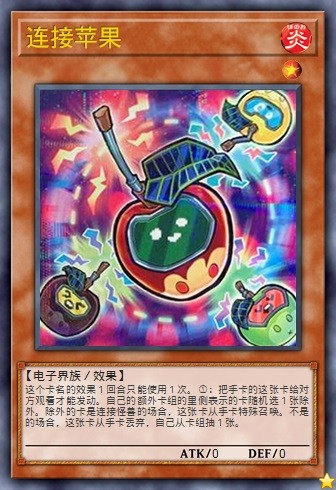 连接苹果
炎
【电子界族/效果】
这个卡名的效果1回合只能使用1次。①:把手卡的这张卡给对
方观看才能发动。自己的额外卡组的里侧表示的卡随机选1张除
外。除外的卡是连接怪兽的场合,这张卡从手卡特殊召唤。不是
的场合,这张卡从手卡丢弃,自己从卡组抽1张。
ATK/0 DEF/0